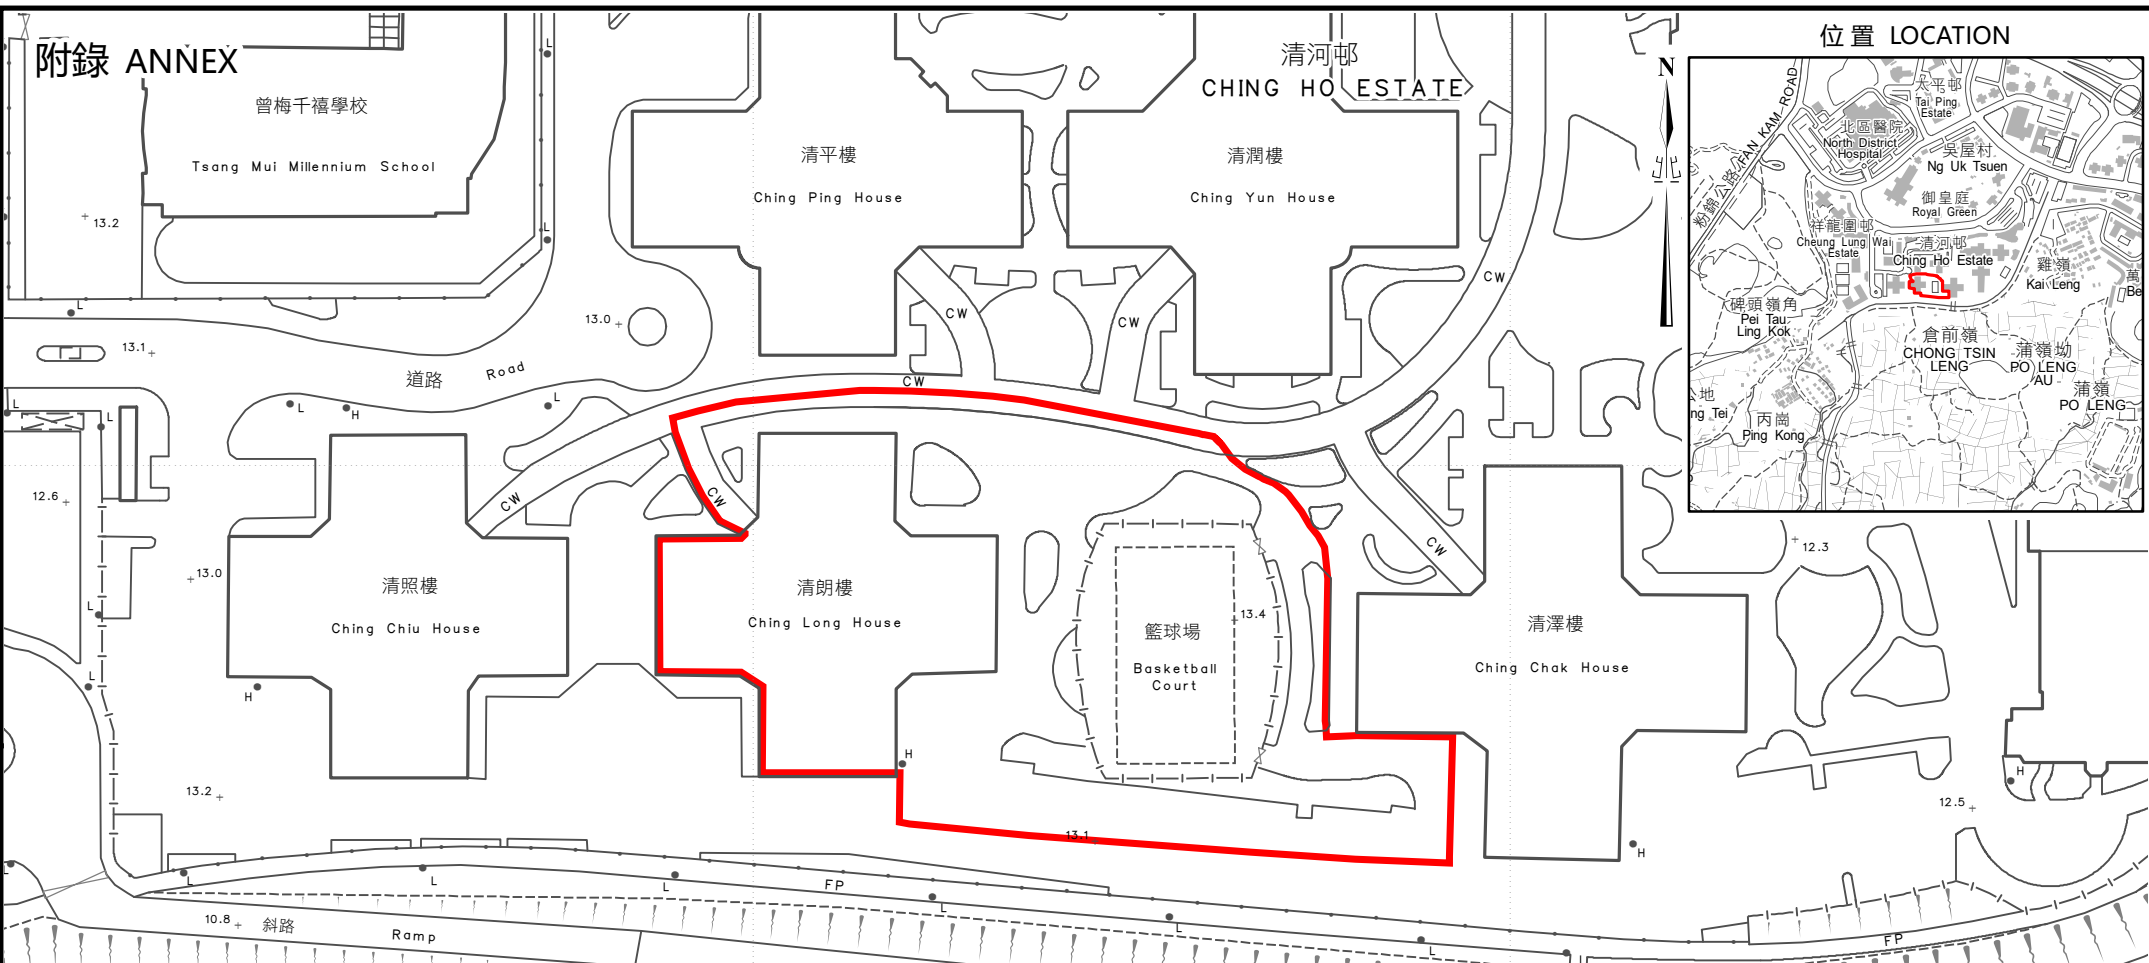 附錄 ANNEX
曾梅千禧學校
Tsang Mui Millennium School
清河邨
CHING HO ESTATE
清平樓
Ching Ping House
清潤樓
Ching Yun House
N
位置 LOCATION
粉錦公路 FAN KAM ROAD
太平邨
Tai Ping
Estate
北區醫院
North District
Hospital
吳屋村
Ng Uk Tsuen
御皇庭
Royal Green
祥龍圍邨
Cheung Lung Wai
Estate
清河邨
Ching Ho Estate
雞嶺
Kai Leng
萬
Be
碑頭嶺角
Pei Tau
Ling Kok
倉前嶺
CHONG TSIN
LENG
蒲嶺坳
PO LENG
AU
蒲嶺
PO LENG
地
ng Tei
丙崗
Ping Kong
L
L
L
13.2
13.1
13.0
道路 Road
CW
CW
CW
CW
L
L
H
L
L
12.6
13.0
CW
CW
CW
清照樓
Ching Chiu House
清朗樓
Ching Long House
籃球場
Basketball
Court
13.4
清澤樓
Ching Chak House
12.3
L
L
H
H
H
H
13.2
13.1
12.5
L
L
L
L
FP
L
L
L
FP
10.8
斜路
Ramp